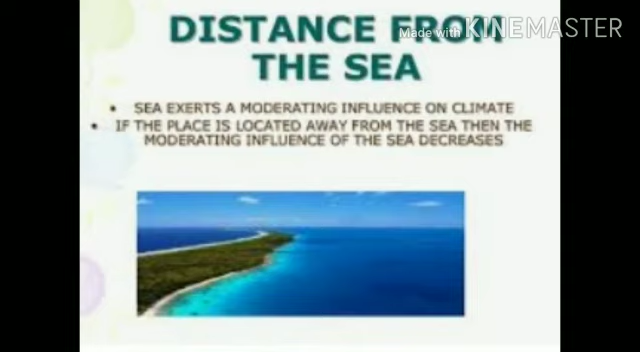 DISTANCE FROM
Made with KINEMASTER
THE SEA
• SEA EXERTS A MODERATING INFLUENCE ON CLIMATE
• IF THE PLACE IS LOCATED AWAY FROM THE SEA THEN THE
MODERATING INFLUENCE OF THE SEA DECREASES